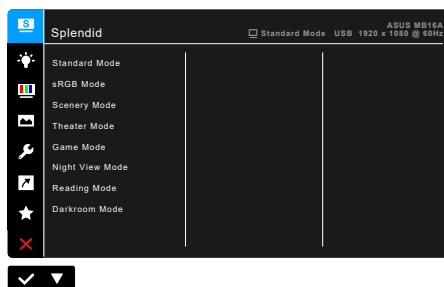 S
Splendid
ASUS MB16A
Standard Mode USB 1920 x 1080 @ 60Hz
Standard Mode
sRGB Mode
Scenery Mode
Theater Mode
Game Mode
Night View Mode
Reading Mode
Darkroom Mode